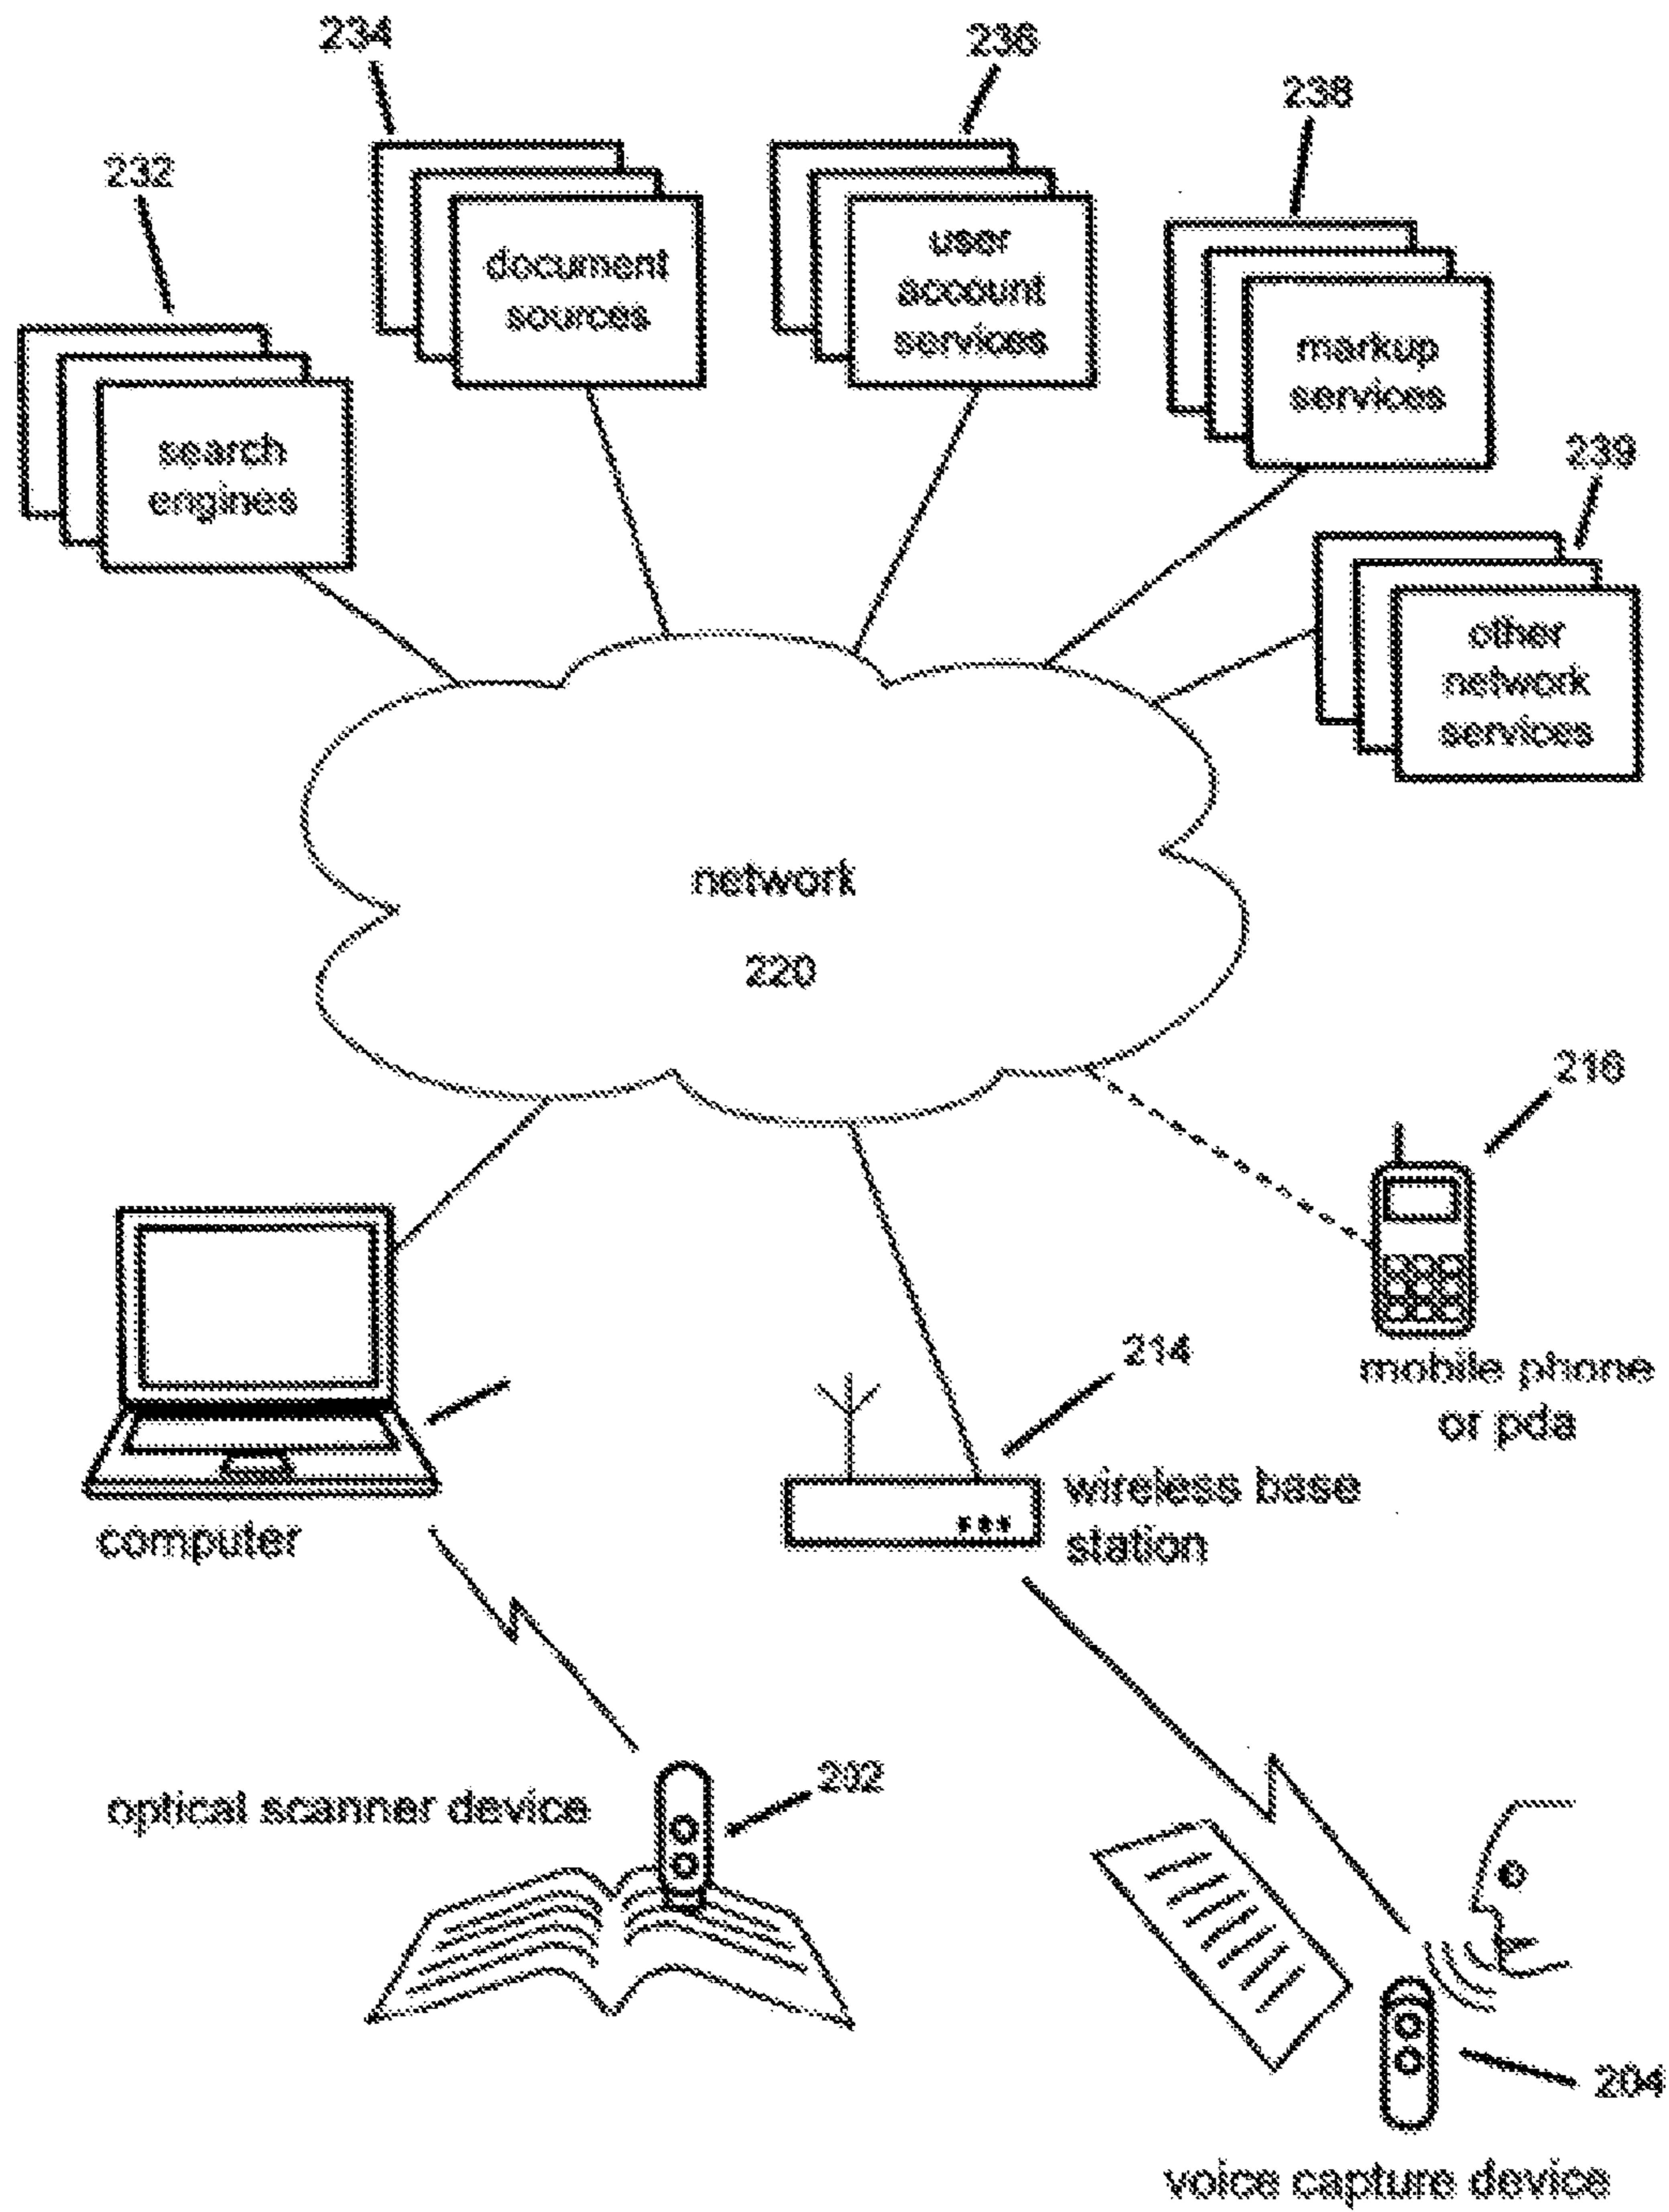 234
236
238
232
document
sources
user
account
services
markup
services
239
search
engines
other
network
services
network
220
216
mobile phone
or pda
214
wireless base
station
computer
optical scanner device
202
204
voice capture device